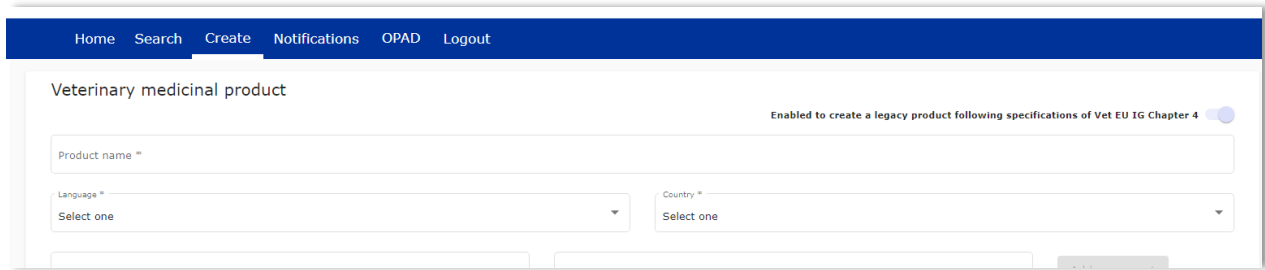 Home Search Create Notifications OPAD Logout
Veterinary medicinal product
Enabled to create a legacy product following specifications of Vet EU IG Chapter 4
Product name *
Language *
Country *
Select one
Select one